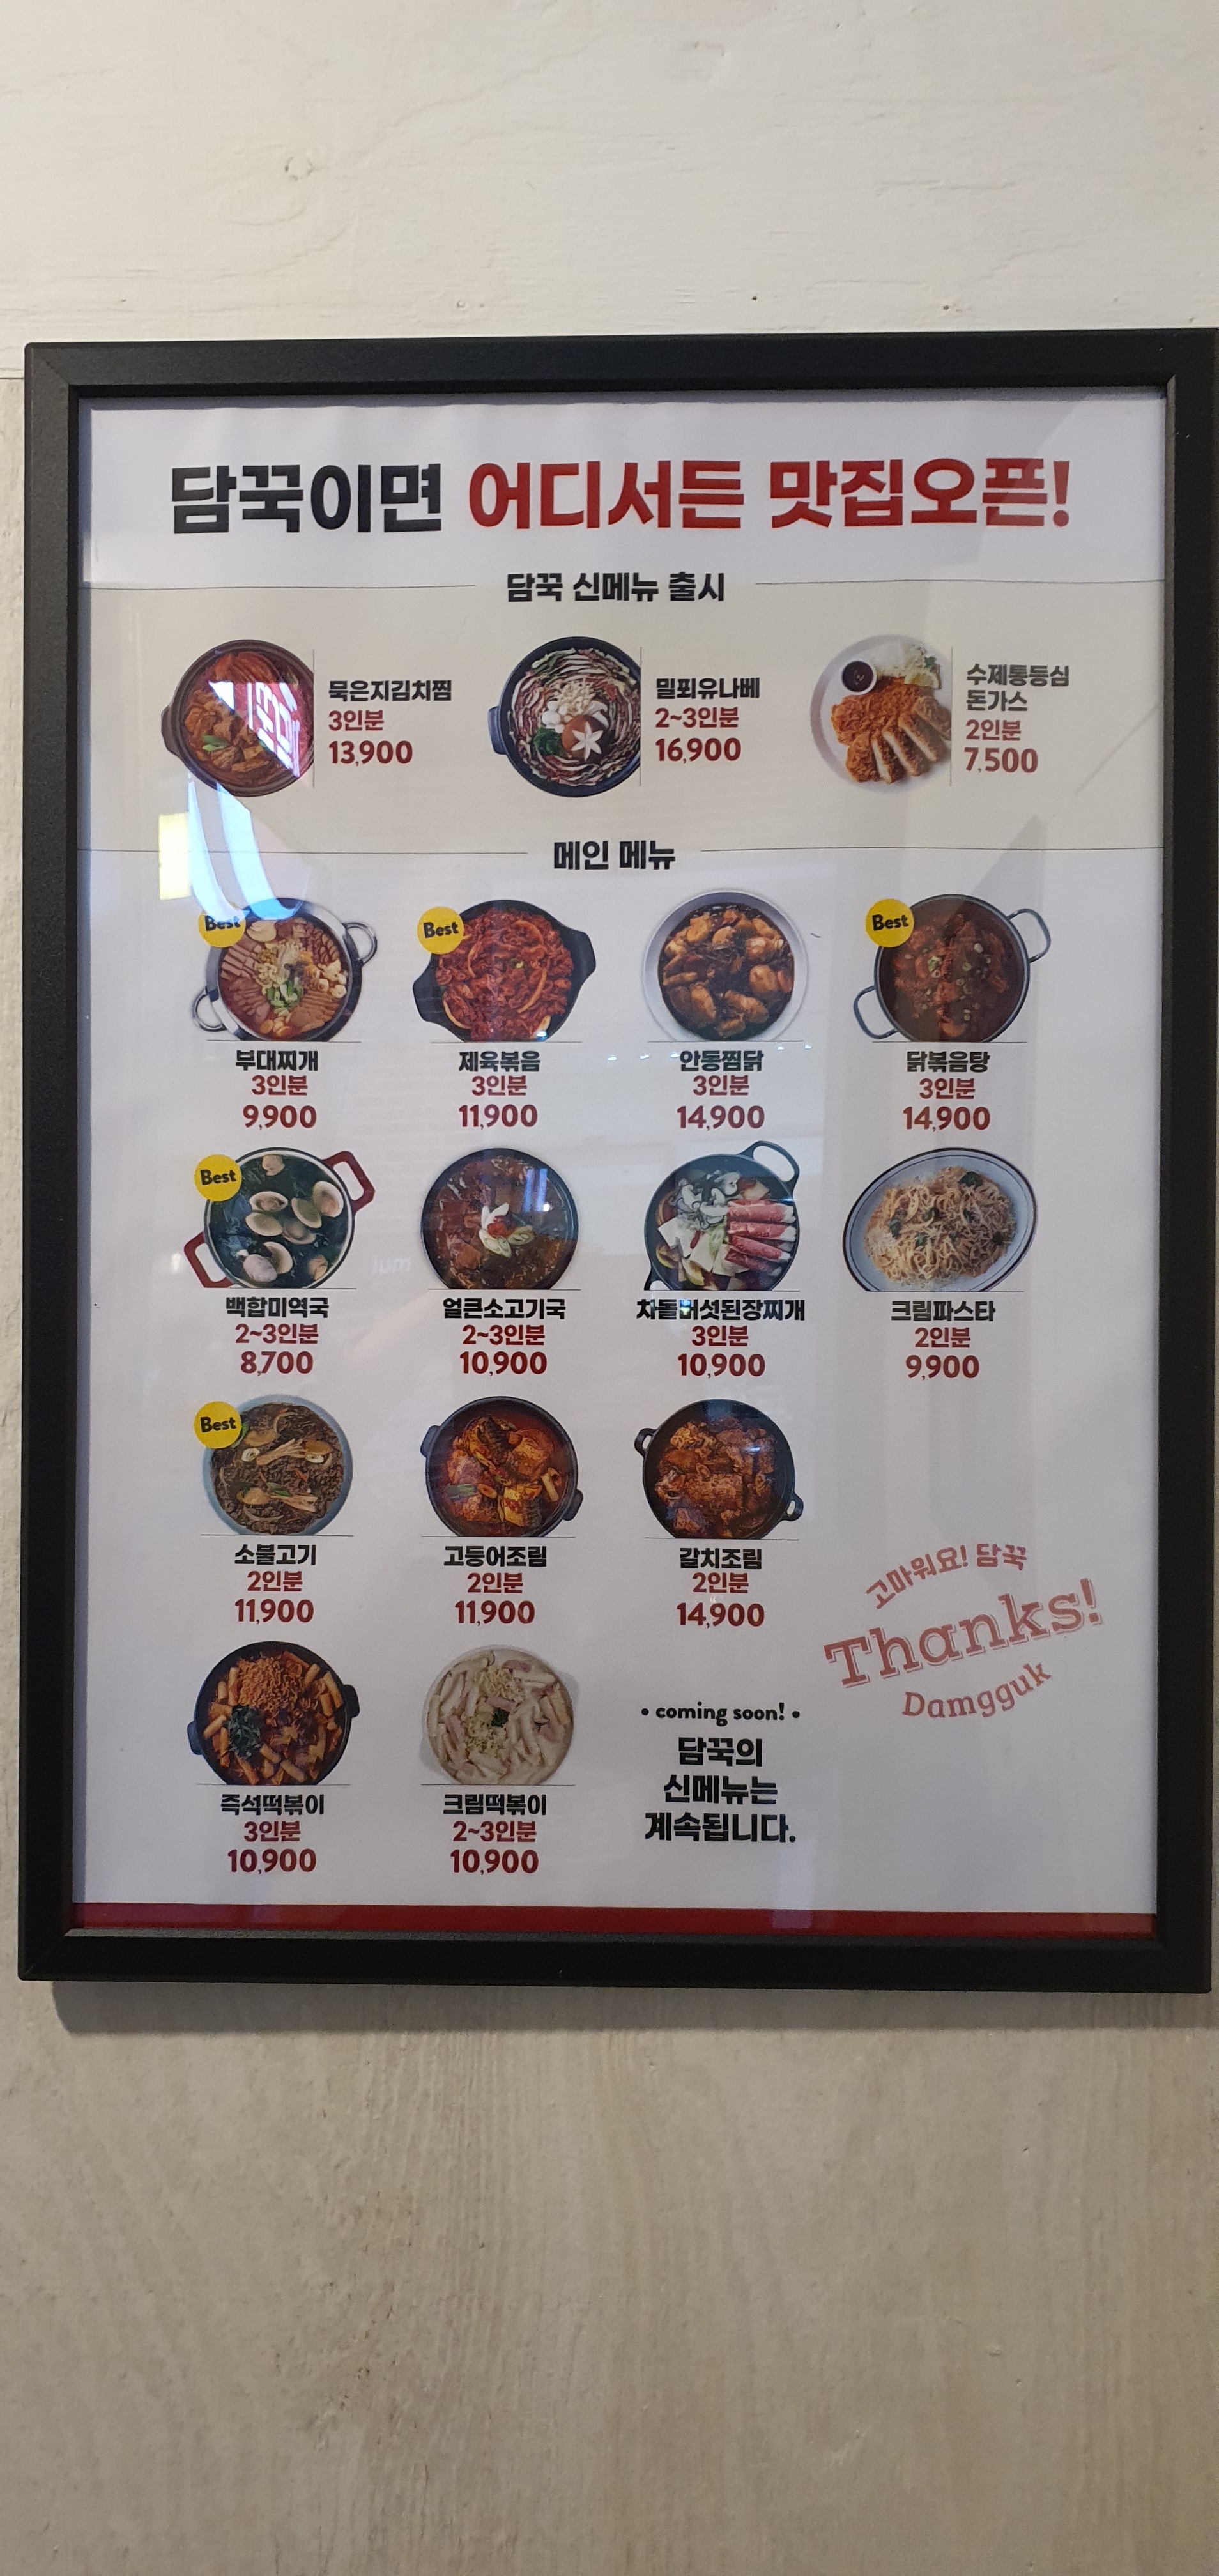 담꾹이면 어디서든 맛집오픈!
담꾹 신메뉴 출시
묵은지김치찜
3인분
13,900
밀푀유나베
2~3인분
16,900
수제통등심
돈가스
2인분
7,500
메인 메뉴
Best
부대찌개
3인분
9,900
Best
제육볶음
3인분
11,900
안동찜닭
3인분
14,900
Best
닭볶음탕
3인분
14,900
Best
백합미역국
2~3인분
8,700
얼큰소고기국
2~3인분
10,900
차돌버섯된장찌개
3인분
10,900
크림파스타
2인분
9,900
Best
소불고기
2인분
11,900
고등어조림
2인분
11,900
갈치조림
2인분
14,900
고마워요! 담꾹
Thanks!
Damgguk
즉석떡볶이
3인분
10,900
크림떡볶이
2~3인분
10,900
• coming soon! •
담꾹의
신메뉴는
계속됩니다.